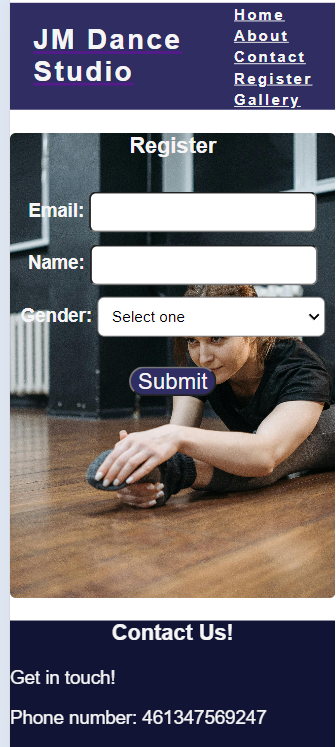 JM Dance
Studio
Home
About
Contact
Register
Gallery
Register
Email:
Name:
Gender: Select one
Submit
Contact Us!
Get in touch!
Phone number: 461347569247